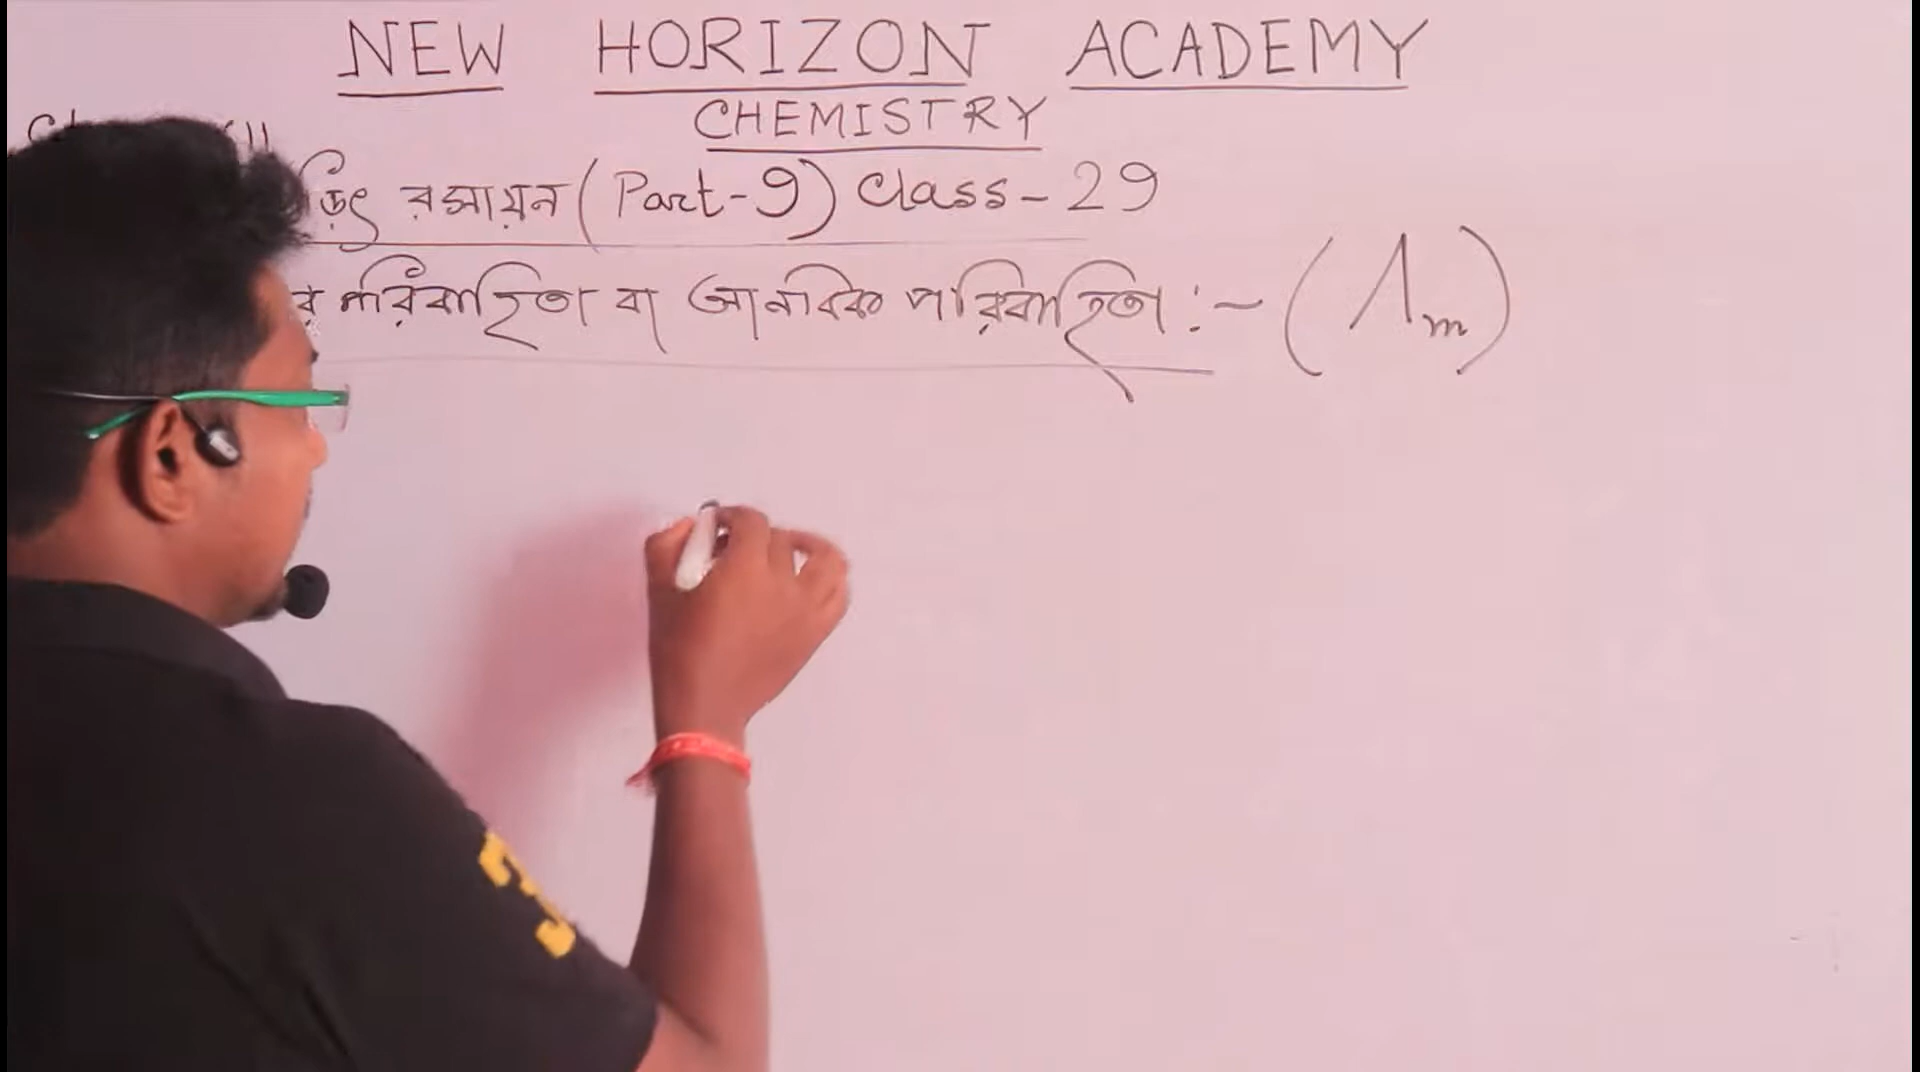 NEW HORIZON ACADEMY
CHEMISTRY
রসায়ন (Part-9) Class-29
পরিবাহিতা বা আনবিক পরিবাহিতা :- (Λm)